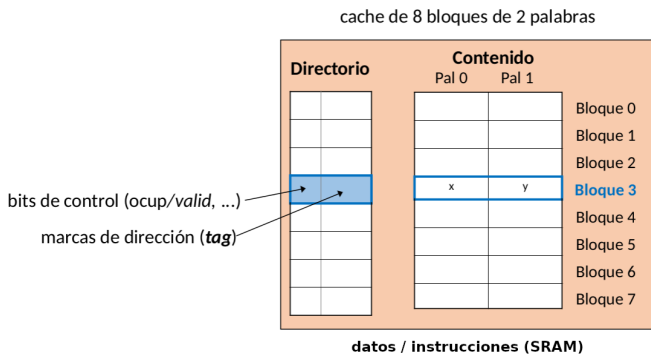 cache de 8 bloques de 2 palabras
Directorio
Contenido
Pal 0 Pal 1
Bloque 0
Bloque 1
Bloque 2
x y Bloque 3
bits de control (ocup/valid, ...)
Bloque 4
marcas de dirección (tag)
Bloque 5
Bloque 6
Bloque 7
datos / instrucciones (SRAM)